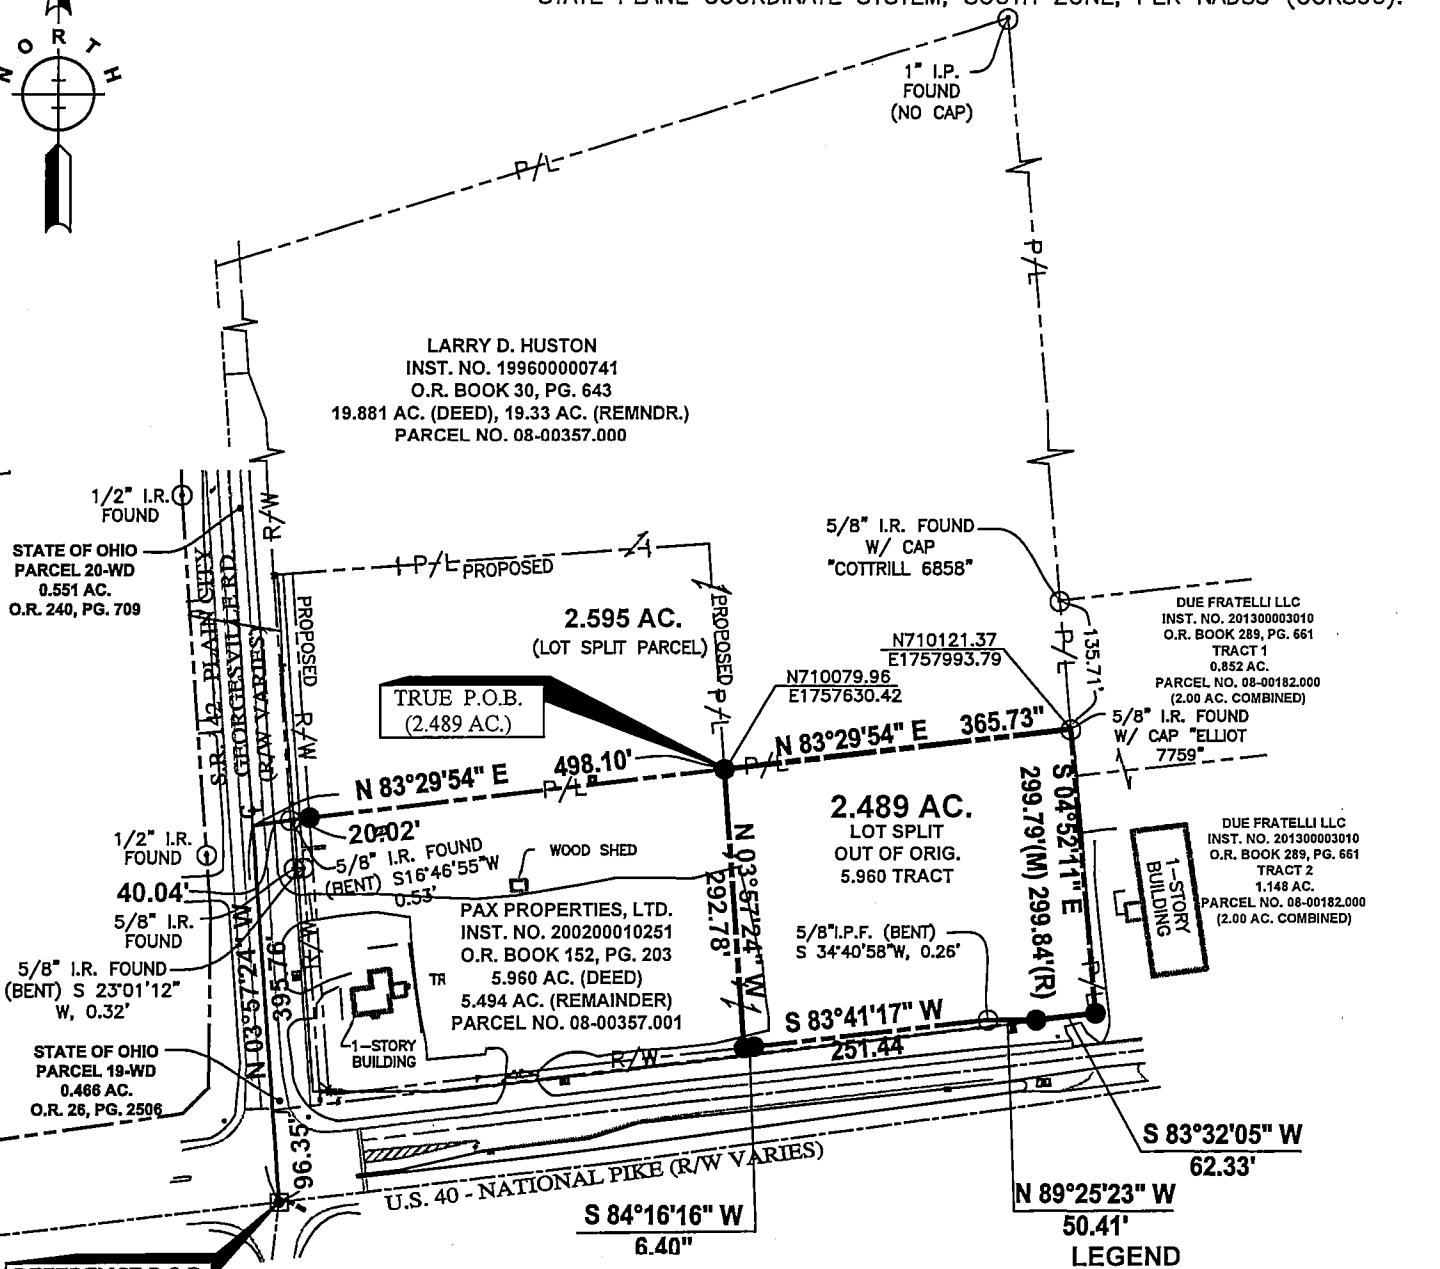 STATE PLANE COORDINATE SYSTEM, SOUTH ZONE, PER NAD83 (CORS96).
NORTH
1" I.P.
FOUND
(NO CAP)
P/L
P/L
LARRY D. HUSTON
INST. NO. 199600000741
O.R. BOOK 30, PG. 643
19.881 AC. (DEED), 19.33 AC. (REMNDR.)
PARCEL NO. 08-00357.000
1/2" I.R.
FOUND
R/W
STATE OF OHIO
PARCEL 20-WD
0.551 AC.
O.R. 240, PG. 709
S.R. 142 PLAIN CITY
GEORGESVILLE RD.
(R/W VARIES)
PROPOSED
R/W
P/L PROPOSED
PROPOSED
P/L
2.595 AC.
(LOT SPLIT PARCEL)
5/8" I.R. FOUND
W/ CAP
"COTTRILL 6858"
P/L
135.71'
DUE FRATELLI LLC
INST. NO. 201300003010
O.R. BOOK 289, PG. 661
TRACT 1
0.852 AC.
PARCEL NO. 08-00182.000
(2.00 AC. COMBINED)
N710121.37
E1757993.79
N710079.96
E1757630.42
TRUE P.O.B.
(2.489 AC.)
5/8" I.R. FOUND
W/ CAP "ELLIOT
7759"
N 83°29'54" E 365.73"
P/L
N 83°29'54" E 498.10'
P/L
20.02'
2.489 AC.
LOT SPLIT
OUT OF ORIG.
5.960 TRACT
S 04°52'11" E
299.79'(M) 299.84'(R)
P/L
DUE FRATELLI LLC
INST. NO. 201300003010
O.R. BOOK 289, PG. 661
TRACT 2
1.148 AC.
PARCEL NO. 08-00182.000
(2.00 AC. COMBINED)
1-STORY
BUILDING
1/2" I.R.
FOUND
5/8" I.R. FOUND
(BENT) S16°46'55"W
0.53'
WOOD SHED
40.04'
5/8" I.R.
FOUND
N 03°57'24" W
292.78'
PAX PROPERTIES, LTD.
INST. NO. 200200010251
O.R. BOOK 152, PG. 203
5.960 AC. (DEED)
5.494 AC. (REMAINDER)
PARCEL NO. 08-00357.001
TR
5/8"I.P.F. (BENT)
S 34°40'58"W, 0.26'
5/8" I.R. FOUND
(BENT) S 23°01'12"
W, 0.32'
N 03°57'24" W
395.76'
R/W
1-STORY
BUILDING
S 83°41'17" W
251.44
R/W
STATE OF OHIO
PARCEL 19-WD
0.466 AC.
O.R. 26, PG. 2506
96.35'
U.S. 40 - NATIONAL PIKE (R/W VARIES)
S 83°32'05" W
62.33'
N 89°25'23" W
50.41'
S 84°16'16" W
6.40"
LEGEND